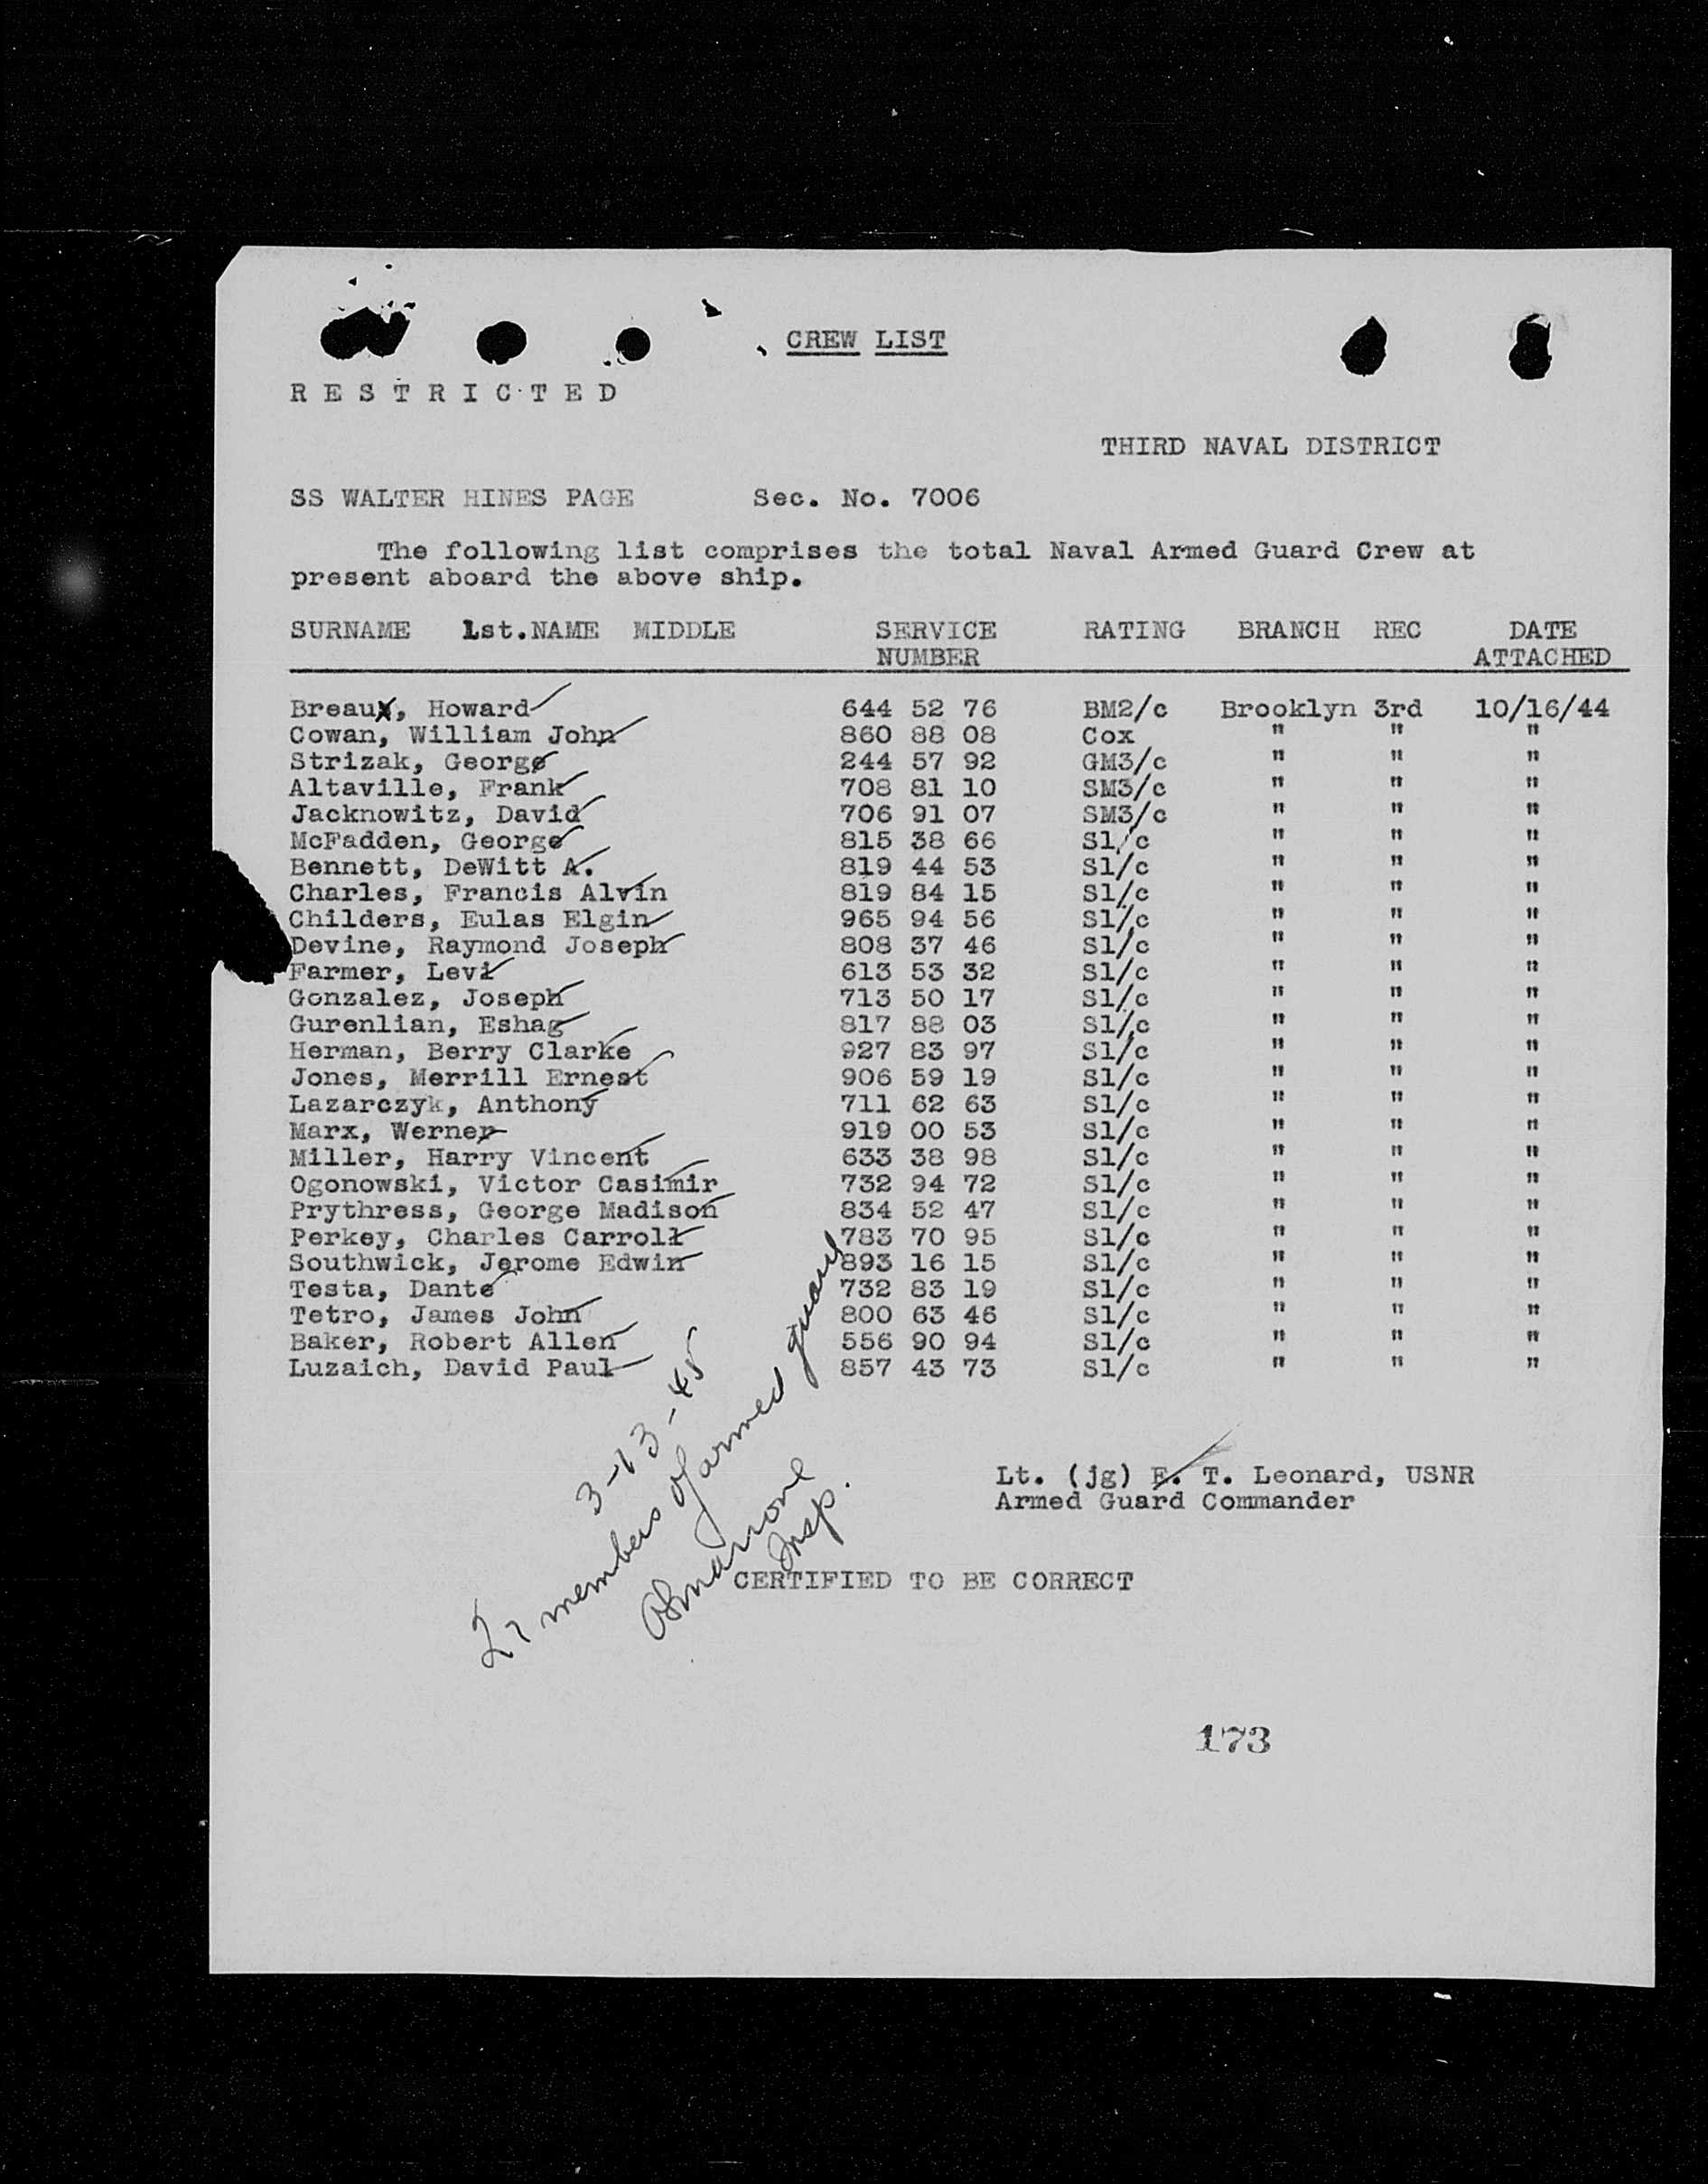 CREW LIST
RESTRICTED
THIRD NAVAL DISTRICT
SS WALTER HINES PAGE Sec. No. 7006
The following list comprises the total Naval Armed Guard Crew at
present aboard the above ship.
SURNAME 1st.NAME MIDDLE SERVICE RATING BRANCH REC DATE
NUMBER ATTACHED
Breaux, Howard 644 52 76 BM2/c Brooklyn 3rd 10/16/44
Cowan, William John 860 88 08 Cox " " "
Strizak, George 244 57 92 GM3/c " " "
Altaville, Frank 708 81 10 SM3/c " " "
Jacknowitz, David 706 91 07 SM3/c " " "
McFadden, George 815 38 66 S1/c " " "
Bennett, DeWitt A. 819 44 53 S1/c " " "
Charles, Francis Alvin 819 84 15 S1/c " " "
Childers, Eulas Elgin 965 94 56 S1/c " " "
Devine, Raymond Joseph 808 37 46 S1/c " " "
Farmer, Levi 613 53 32 S1/c " " "
Gonzalez, Joseph 713 50 17 S1/c " " "
Gurenlian, Eshag 817 88 03 S1/c " " "
Herman, Berry Clarke 927 83 97 S1/c " " "
Jones, Merrill Ernest 906 59 19 S1/c " " "
Lazarczyk, Anthony 711 62 63 S1/c " " "
Marx, Werner 919 00 53 S1/c " " "
Miller, Harry Vincent 633 38 98 S1/c " " "
Ogonowski, Victor Casimir 732 94 72 S1/c " " "
Prythress, George Madison 834 52 47 S1/c " " "
Perkey, Charles Carroll 783 70 95 S1/c " " "
Southwick, Jerome Edwin 893 16 15 S1/c " " "
Testa, Dante 732 83 19 S1/c " " "
Tetro, James John 800 63 46 S1/c " " "
Baker, Robert Allen 556 90 94 S1/c " " "
Luzaich, David Paul 857 43 73 S1/c " " "
3-13-45
27 members of armed guard
Insp.
Lt. (jg) E. T. Leonard, USNR
Armed Guard Commander
CERTIFIED TO BE CORRECT
173